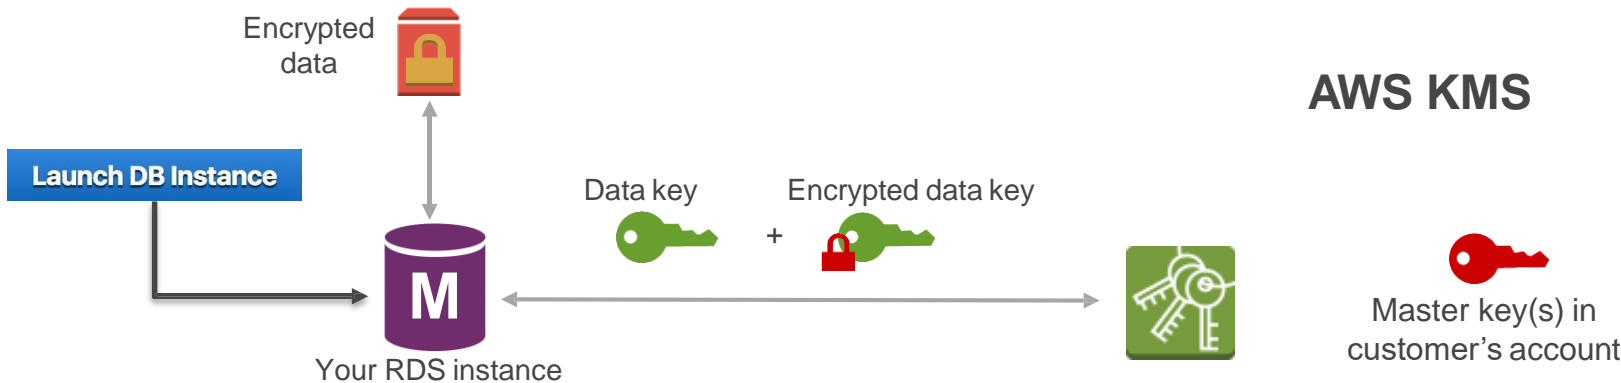 Encrypted
data
AWS KMS
Launch DB Instance
Data key
Encrypted data key
+
M
Master key(s) in
customer's account
Your RDS instance